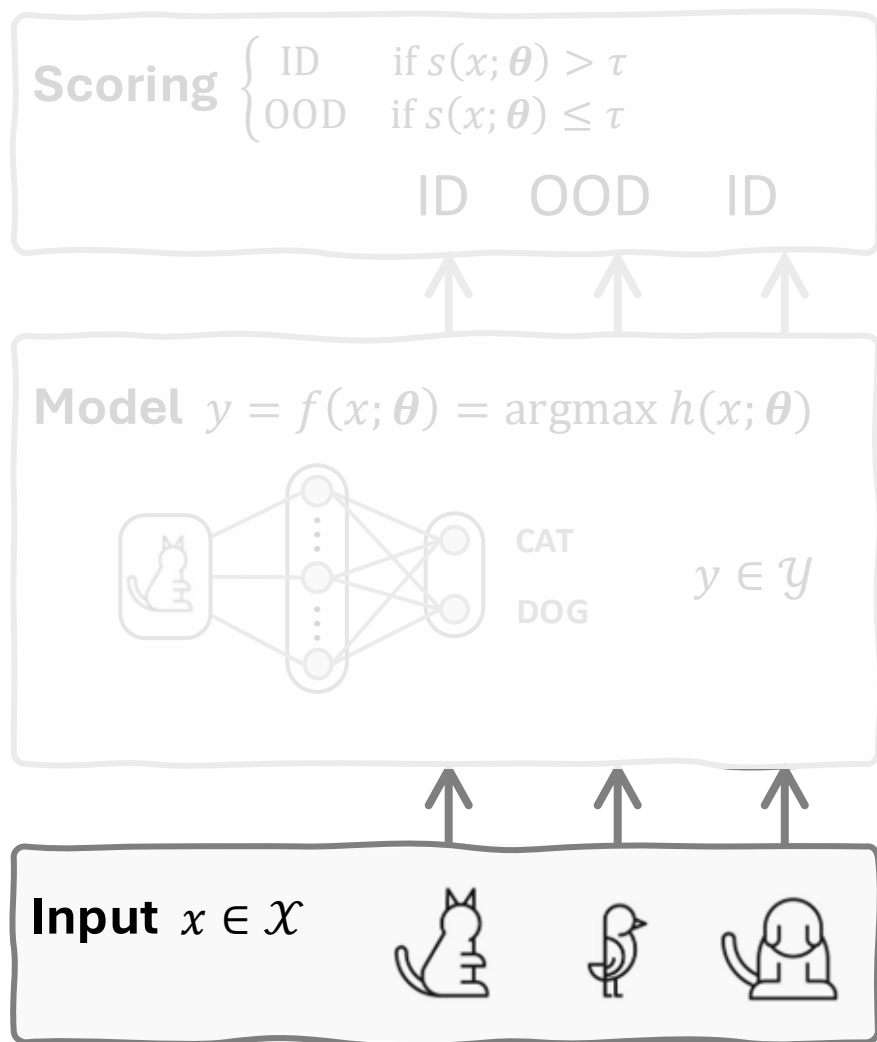 Scoring { ID if s(x; θ) > τ
OOD if s(x; θ) ≤ τ
ID OOD ID
Model y = f(x; θ) = argmax h(x; θ)
CAT
y ∈ 𝒴
DOG
Input x ∈ 𝒳